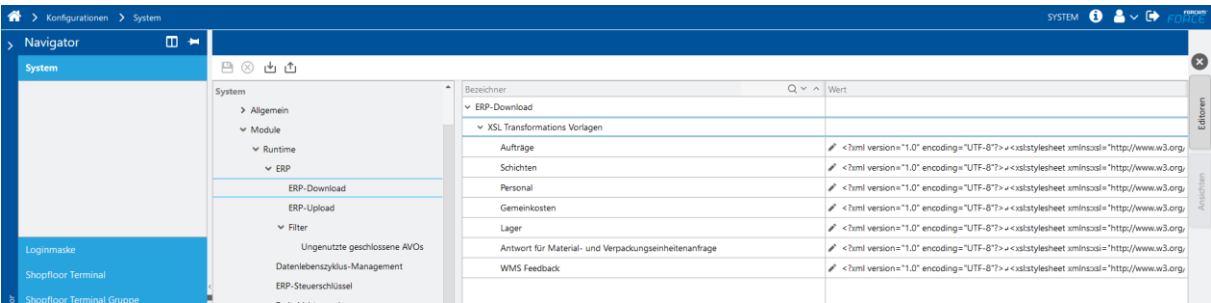 Konfigurationen > System
SYSTEM
FORCAM
FORCE
Navigator
System
Loginmaske
Shopfloor Terminal
Shopfloor Terminal Gruppe
System
Allgemein
Module
Runtime
ERP
ERP-Download
ERP-Upload
Filter
Ungenutzte geschlossene AVOs
Datenlebenszyklus-Management
ERP-Steuerschlüssel
Bezeichner Wert
ERP-Download
XSL Transformations Vorlagen
Aufträge <?xml version="1.0" encoding="UTF-8"?>↵<xsl:stylesheet xmlns:xsl="http://www.w3.org/
Schichten <?xml version="1.0" encoding="UTF-8"?>↵<xsl:stylesheet xmlns:xsl="http://www.w3.org/
Personal <?xml version="1.0" encoding="UTF-8"?>↵<xsl:stylesheet xmlns:xsl="http://www.w3.org/
Gemeinkosten <?xml version="1.0" encoding="UTF-8"?>↵<xsl:stylesheet xmlns:xsl="http://www.w3.org/
Lager <?xml version="1.0" encoding="UTF-8"?>↵<xsl:stylesheet xmlns:xsl="http://www.w3.org/
Antwort für Material- und Verpackungseinheitenanfrage <?xml version="1.0" encoding="UTF-8"?>↵<xsl:stylesheet xmlns:xsl="http://www.w3.org/
WMS Feedback <?xml version="1.0" encoding="UTF-8"?>↵<xsl:stylesheet xmlns:xsl="http://www.w3.org/
Editoren
Ansichten